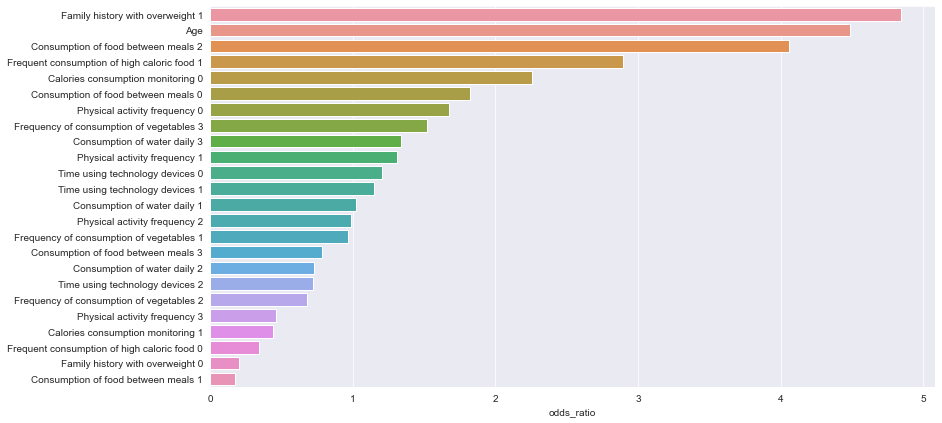 Family history with overweight 1
Age
Consumption of food between meals 2
Frequent consumption of high caloric food 1
Calories consumption monitoring 0
Consumption of food between meals 0
Physical activity frequency 0
Frequency of consumption of vegetables 3
Consumption of water daily 3
Physical activity frequency 1
Time using technology devices 0
Time using technology devices 1
Consumption of water daily 1
Physical activity frequency 2
Frequency of consumption of vegetables 1
Consumption of food between meals 3
Consumption of water daily 2
Time using technology devices 2
Frequency of consumption of vegetables 2
Physical activity frequency 3
Calories consumption monitoring 1
Frequent consumption of high caloric food 0
Family history with overweight 0
Consumption of food between meals 1
0 1 2 3 4 5
odds_ratio